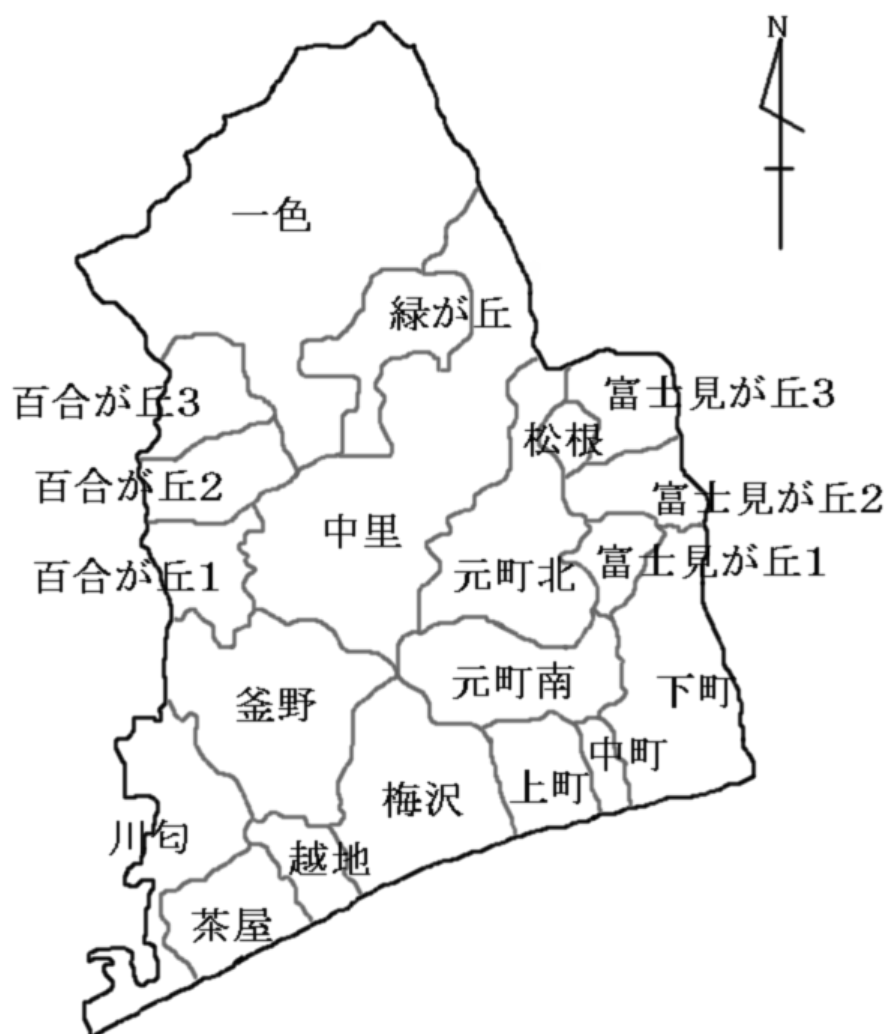 N
一色
緑が丘
百合が丘3
富士見が丘3
松根
百合が丘2
富士見が丘2
中里
百合が丘1
元町北
富士見が丘1
元町南
下町
釜野
中町
上町
梅沢
川匂
越地
茶屋